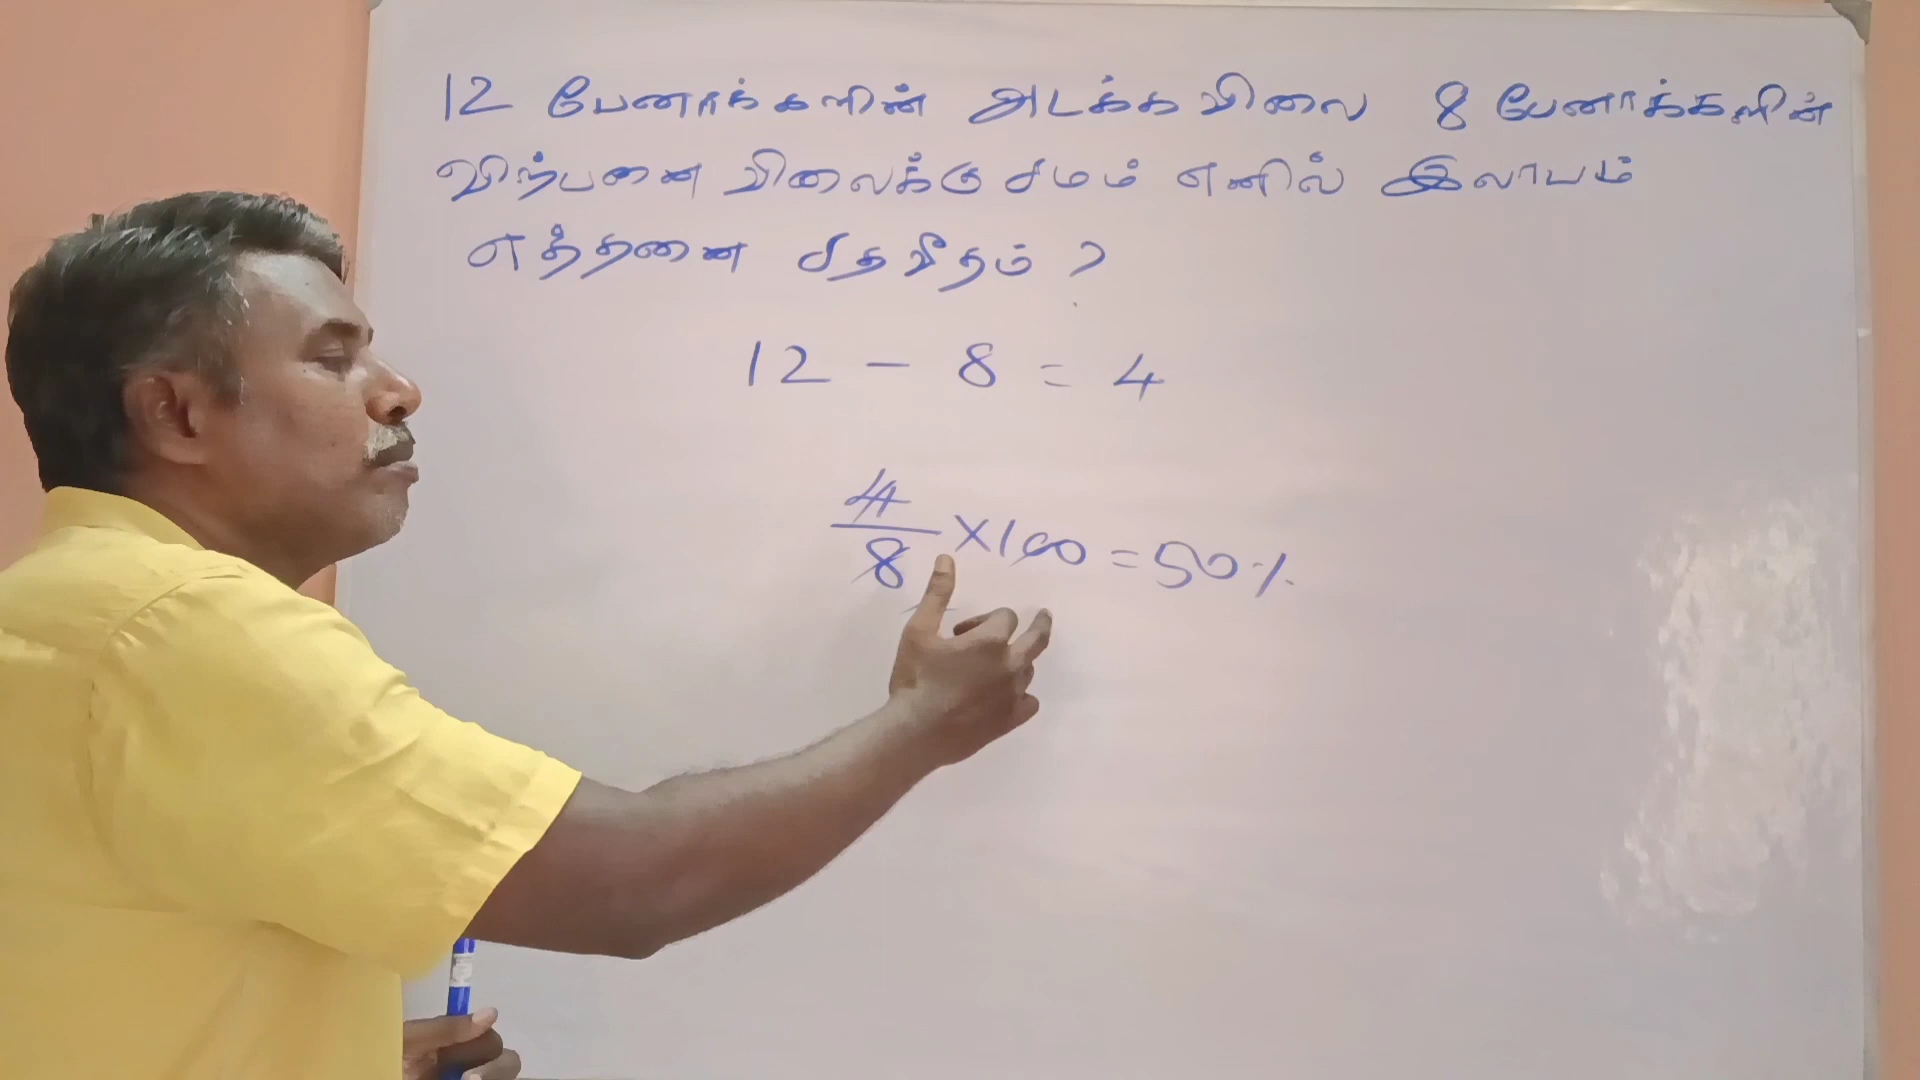 12 பேனாக்களின் அடக்க விலை 8 பேனாக்களின்
விற்பனை விலைக்கு சமம் எனில் இலாபம்
எத்தனை சதவீதம் ?
12 - 8 = 4
4/8 × 100 = 50%